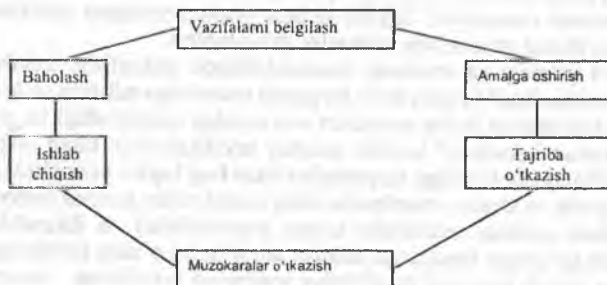 Vazifalarni belgilash
Baholash
Amalga oshirish
Ishlab
chiqish
Tajriba
o‘tkazish
Muzokaralar o‘tkazish